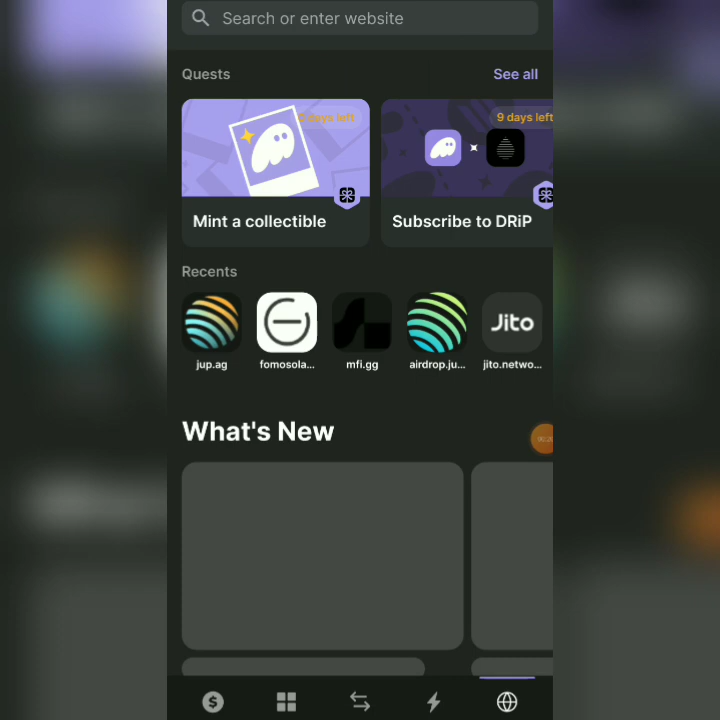 Search or enter website
Quests
See all
days left
9 days left
Mint a collectible
Subscribe to DRiP
Recents
Jito
jup.ag
fomosola...
mfi.gg
airdrop.ju...
jito.netwo...
What's New